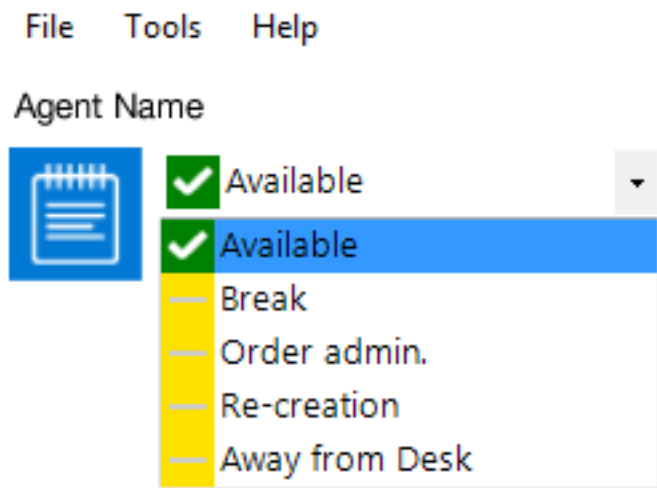 File Tools Help
Agent Name
Available
Available
Break
Order admin.
Re-creation
Away from Desk